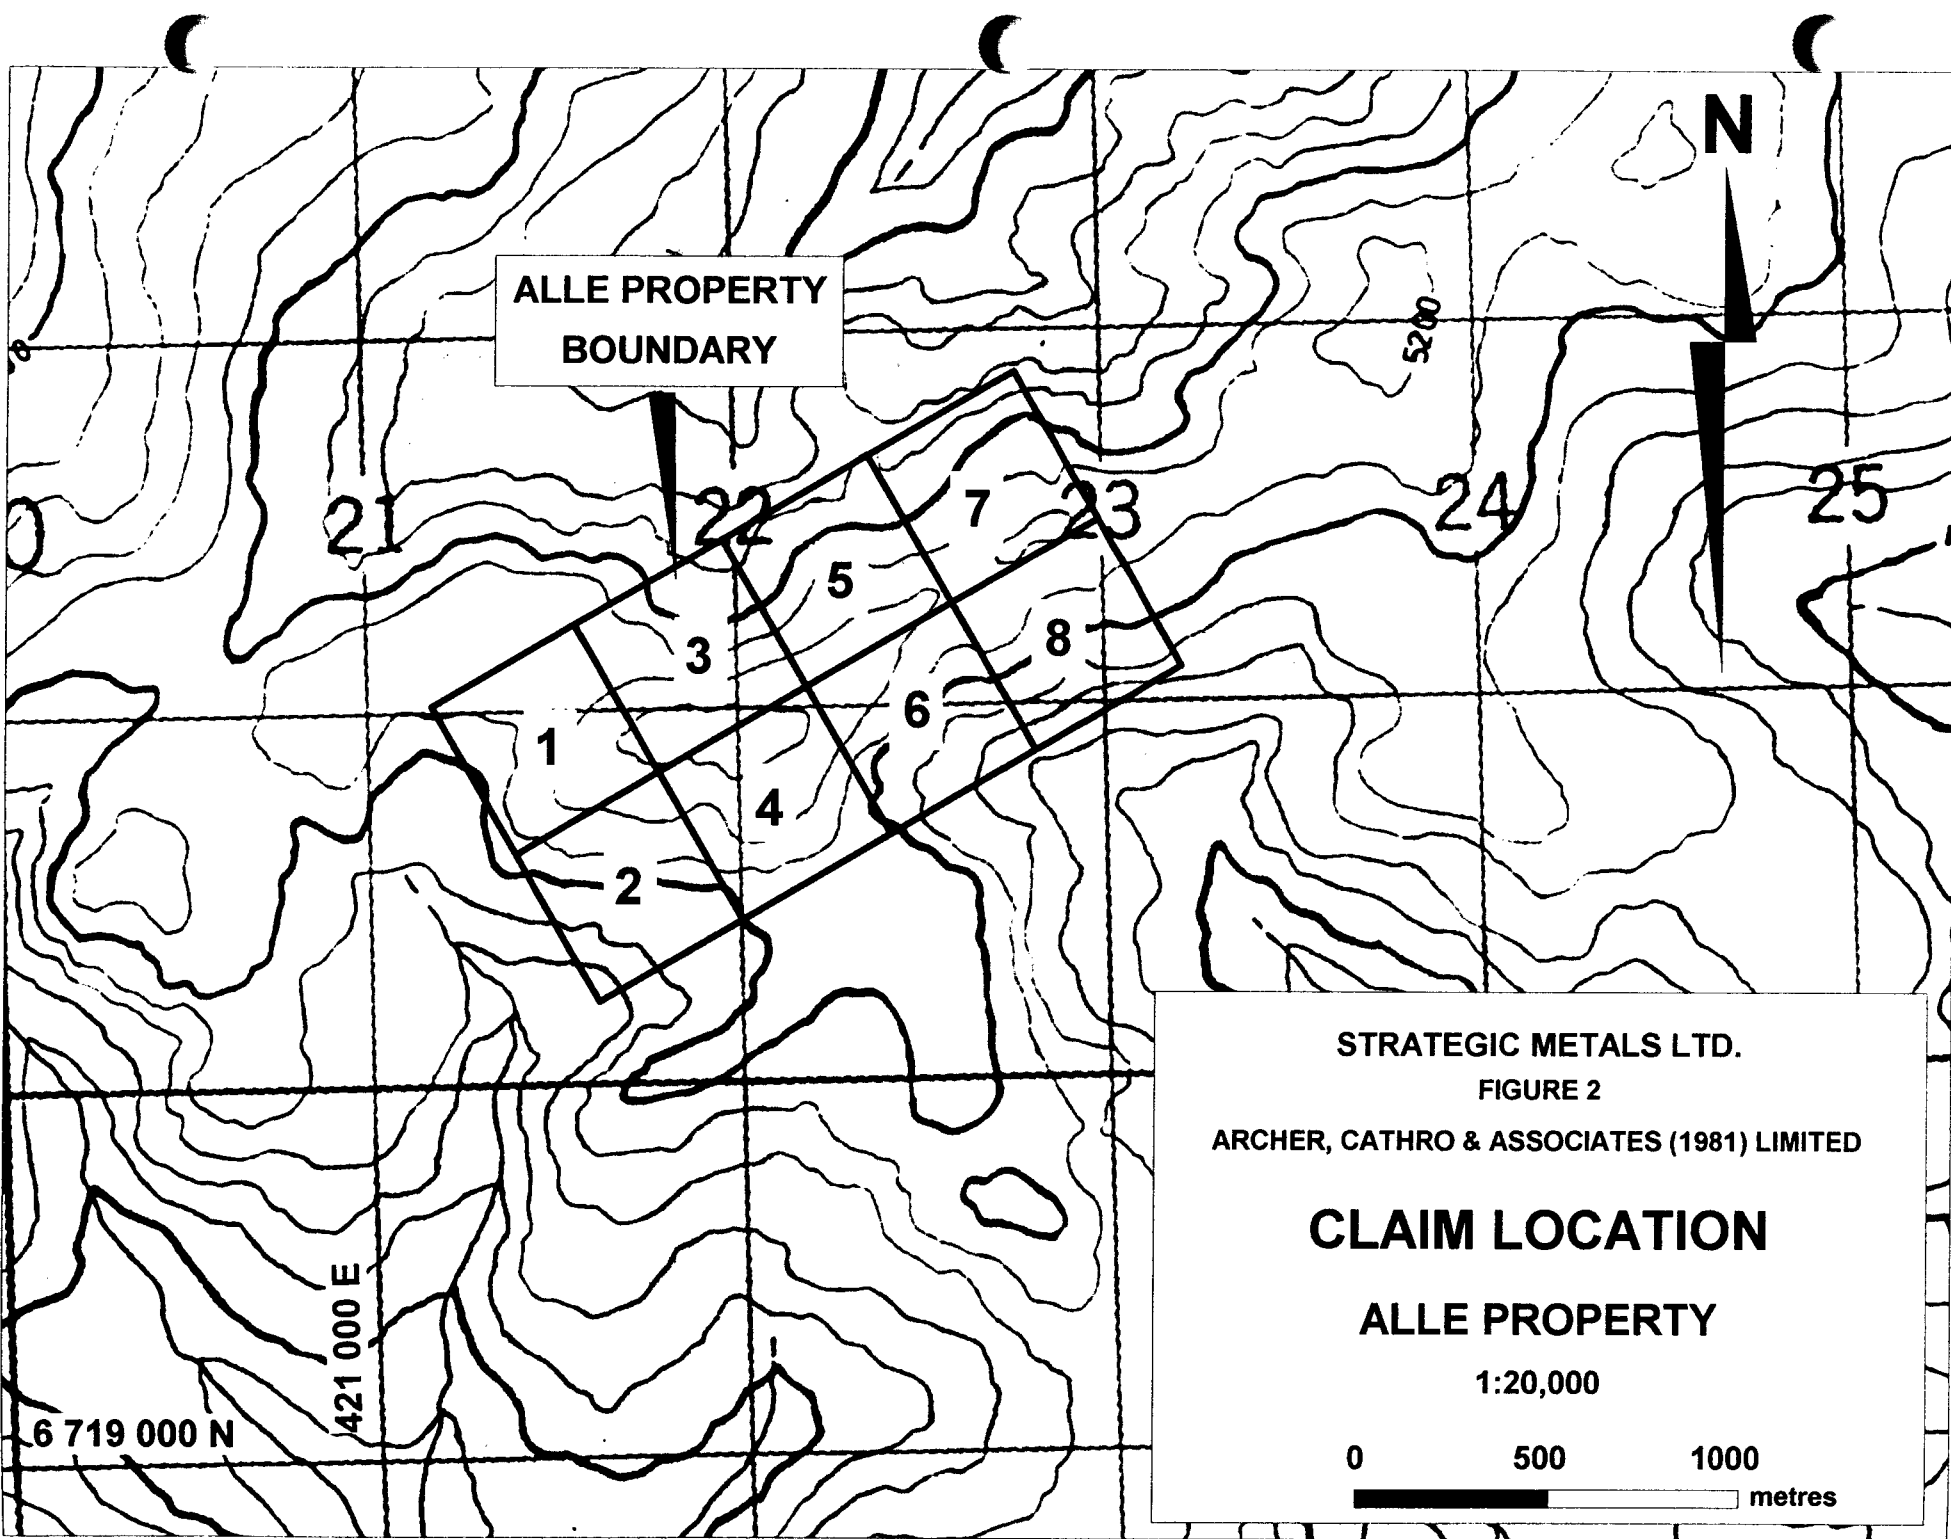 N
ALLE PROPERTY
BOUNDARY
5200
21
22
23
24
25
7
5
3
8
6
1
4
2
STRATEGIC METALS LTD.
FIGURE 2
ARCHER, CATHRO & ASSOCIATES (1981) LIMITED
CLAIM LOCATION
ALLE PROPERTY
1:20,000
0 500 1000
metres
421 000 E
6 719 000 N